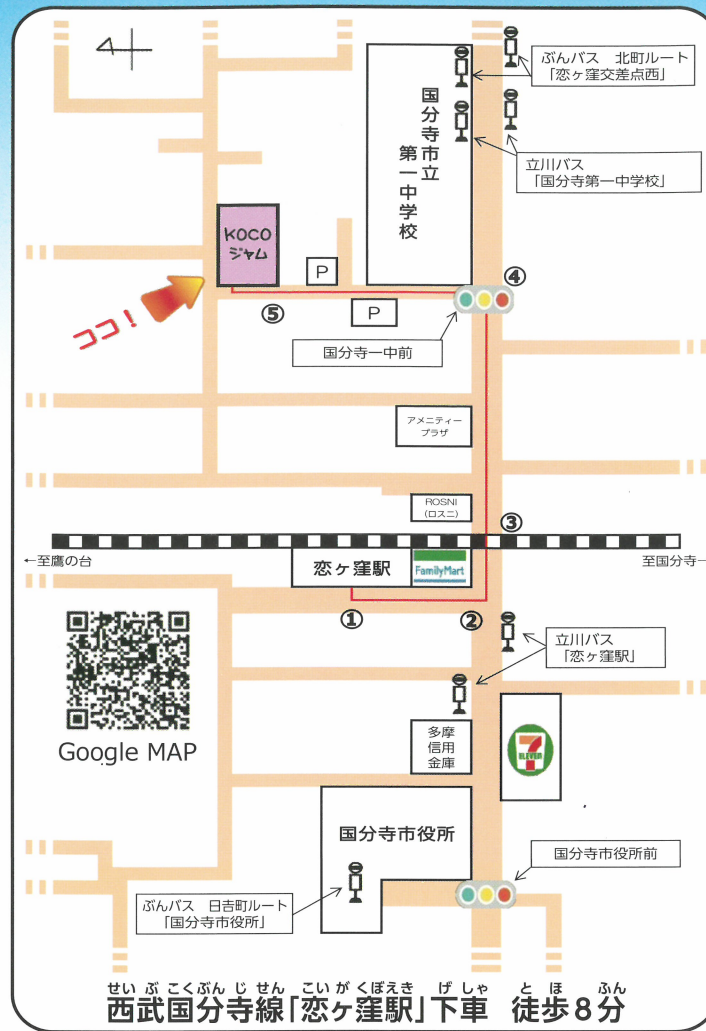 ぶんバス 北町ルート
「恋ヶ窪交差点西」
国分寺市立
第一中学校
立川バス
「国分寺第一中学校」
KOCO
ジャム
P
④
ココ！
⑤
P
国分寺一中前
アメニティー
プラザ
ROSNI
(ロスニ)
③
←至鷹の台
恋ヶ窪駅
FamilyMart
至国分寺→
①
②
立川バス
「恋ヶ窪駅」
Google MAP
多摩
信用
金庫
7
ELEVEN
国分寺市役所
国分寺市役所前
ぶんバス 日吉町ルート
「国分寺市役所」
せい ぶ こくぶん じ せん こい が くぼえき げ しゃ と ほ ふん
西武国分寺線「恋ヶ窪駅」下車 徒歩8分